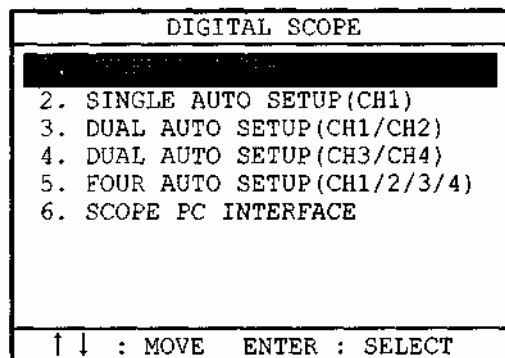 DIGITAL SCOPE
2. SINGLE AUTO SETUP(CH1)
3. DUAL AUTO SETUP(CH1/CH2)
4. DUAL AUTO SETUP(CH3/CH4)
5. FOUR AUTO SETUP(CH1/2/3/4)
6. SCOPE PC INTERFACE
↑↓ : MOVE ENTER : SELECT